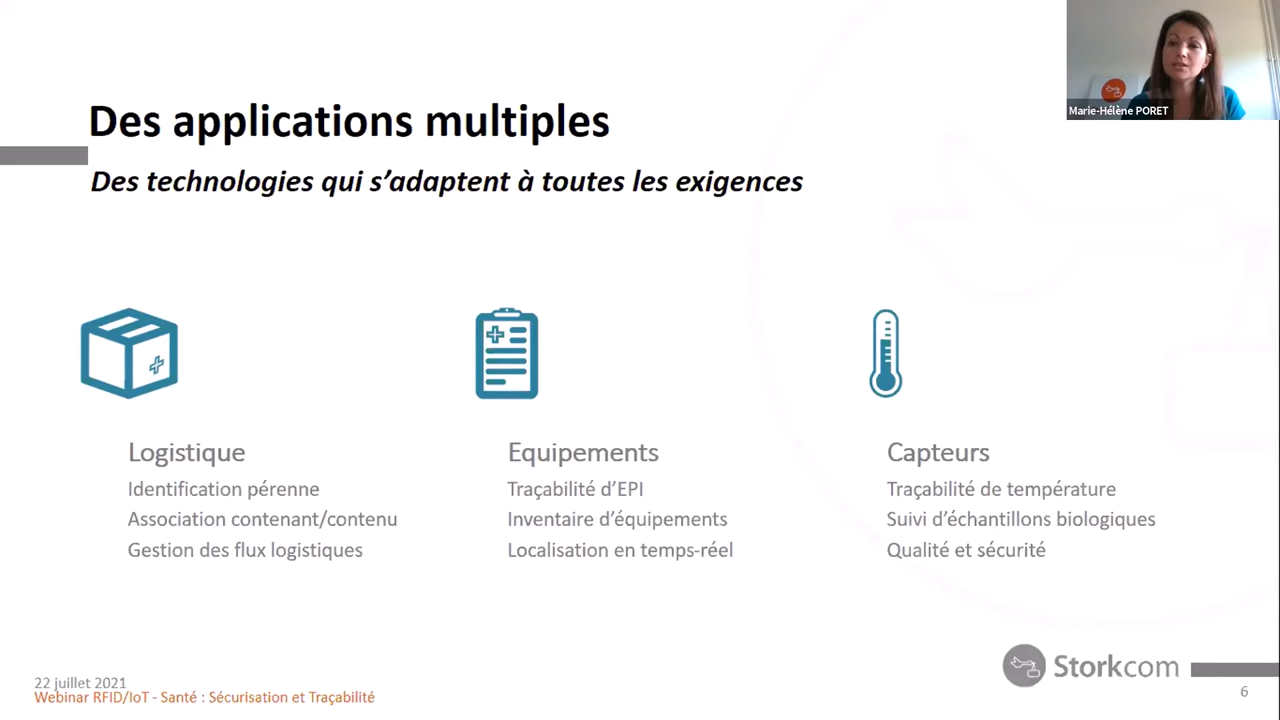 Marie-Hélène PORET
Des applications multiples
Des technologies qui s'adaptent à toutes les exigences
Logistique
Identification pérenne
Association contenant/contenu
Gestion des flux logistiques
Equipements
Traçabilité d'EPI
Inventaire d'équipements
Localisation en temps-réel
Capteurs
Traçabilité de température
Suivi d'échantillons biologiques
Qualité et sécurité
22 juillet 2021
Webinar RFID/IoT - Santé : Sécurisation et Traçabilité
Storkcom
6